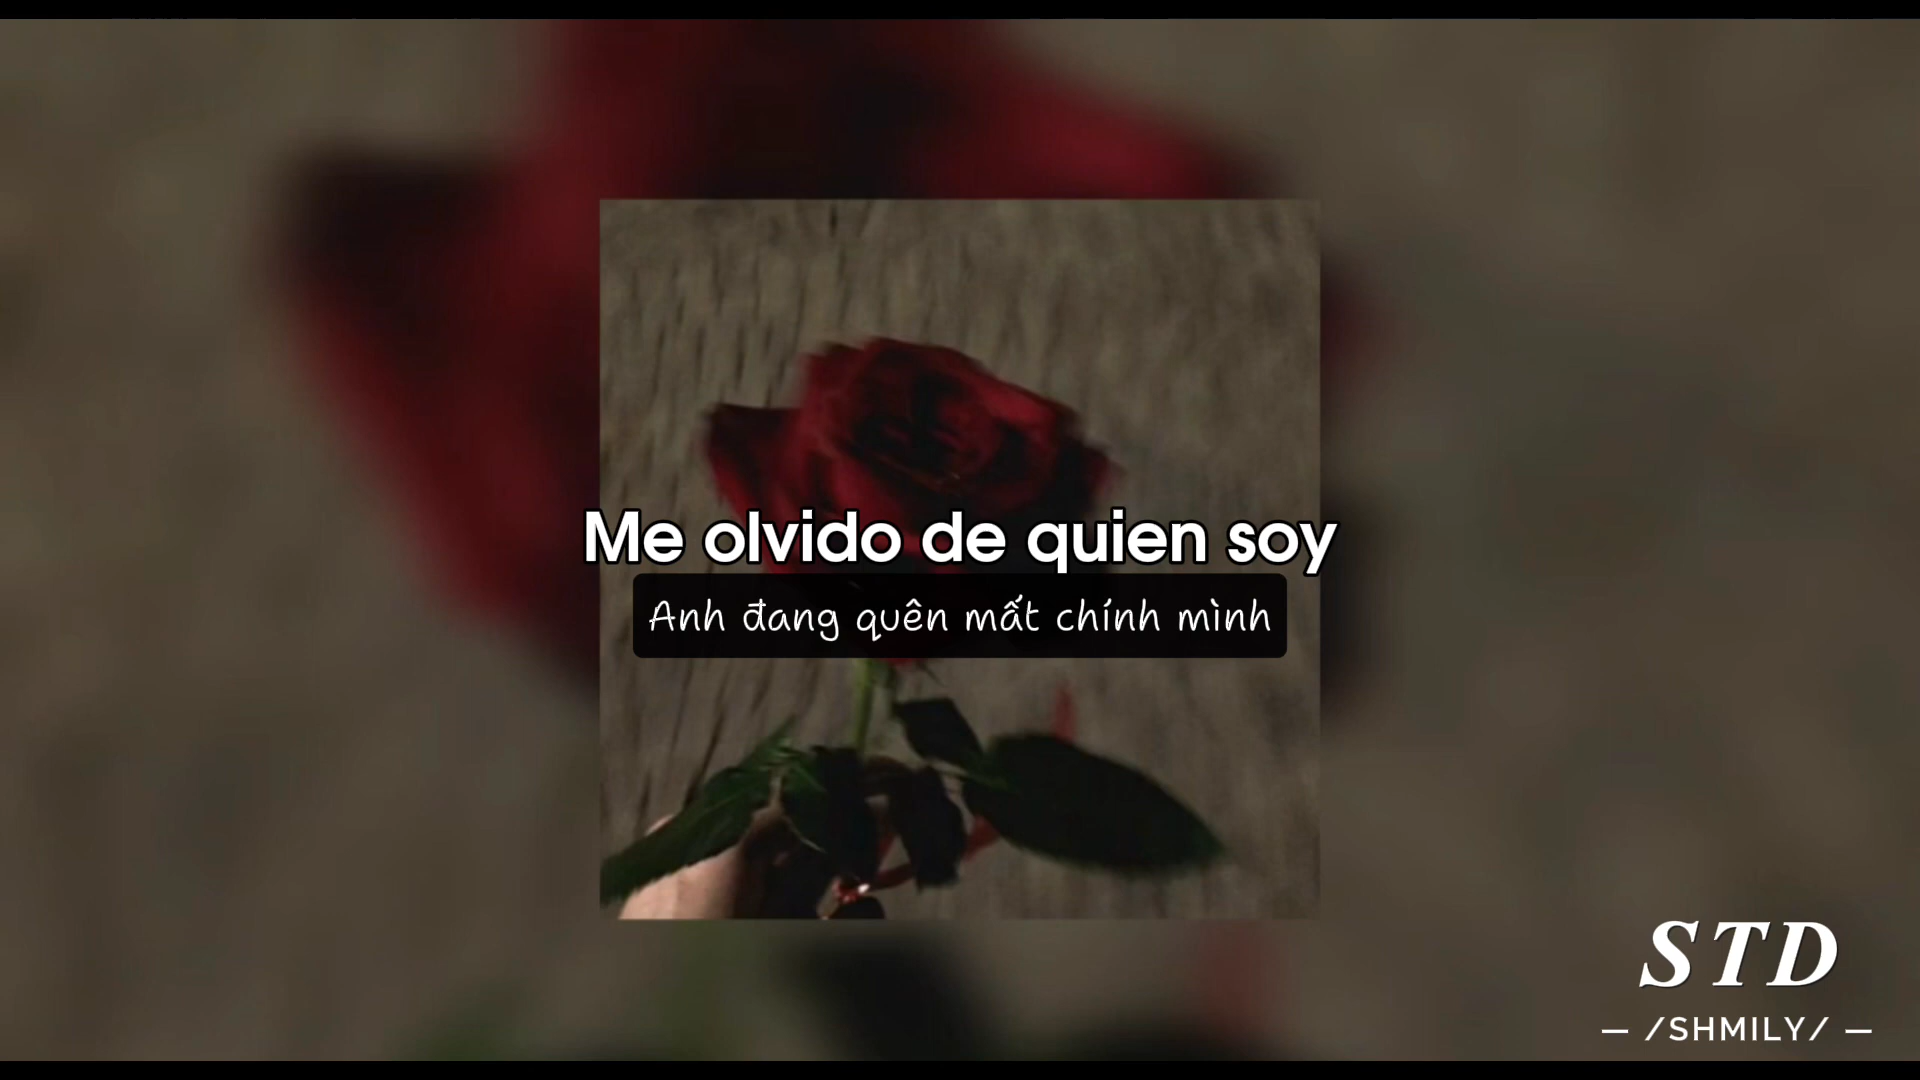 Me olvido de quien soy
Anh đang quên mất chính mình
STD
— /SHMILY/ —